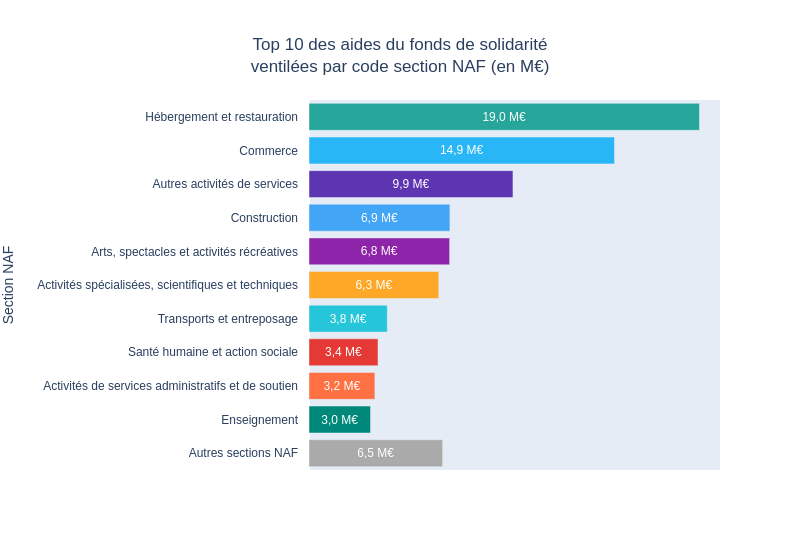 Top 10 des aides du fonds de solidarité
ventilées par code section NAF (en M€)
Section NAF
Hébergement et restauration 19,0 M€
Commerce 14,9 M€
Autres activités de services 9,9 M€
Construction 6,9 M€
Arts, spectacles et activités récréatives 6,8 M€
Activités spécialisées, scientifiques et techniques 6,3 M€
Transports et entreposage 3,8 M€
Santé humaine et action sociale 3,4 M€
Activités de services administratifs et de soutien 3,2 M€
Enseignement 3,0 M€
Autres sections NAF 6,5 M€